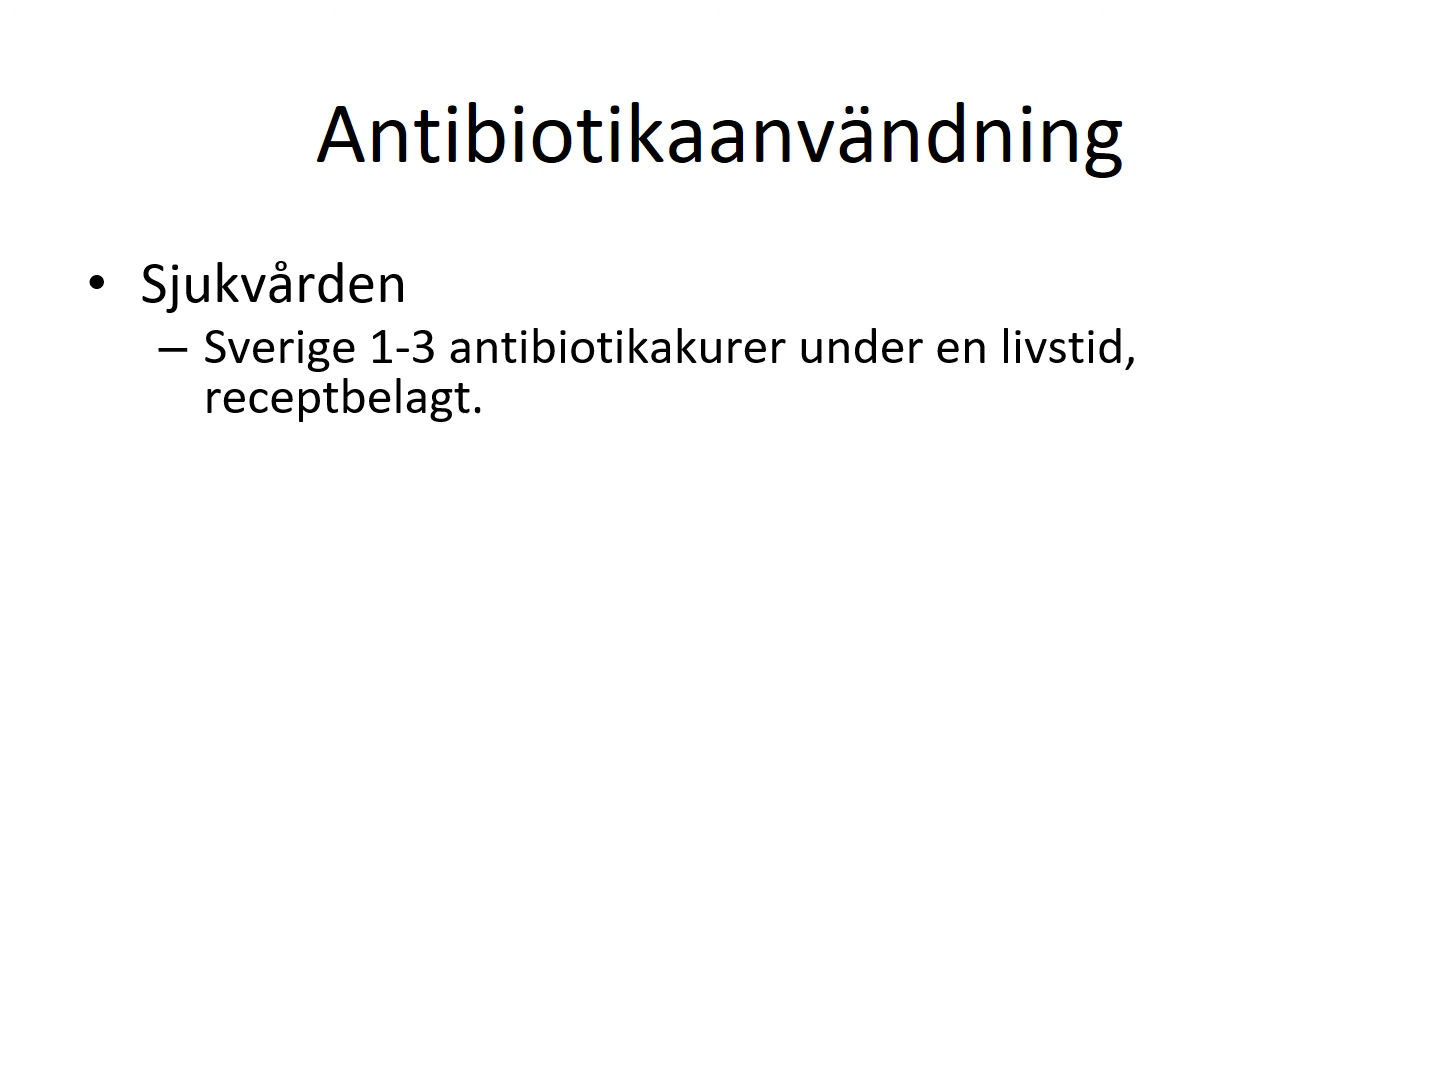 Antibiotikaanvändning
• Sjukvården
– Sverige 1-3 antibiotikakurer under en livstid,
receptbelagt.